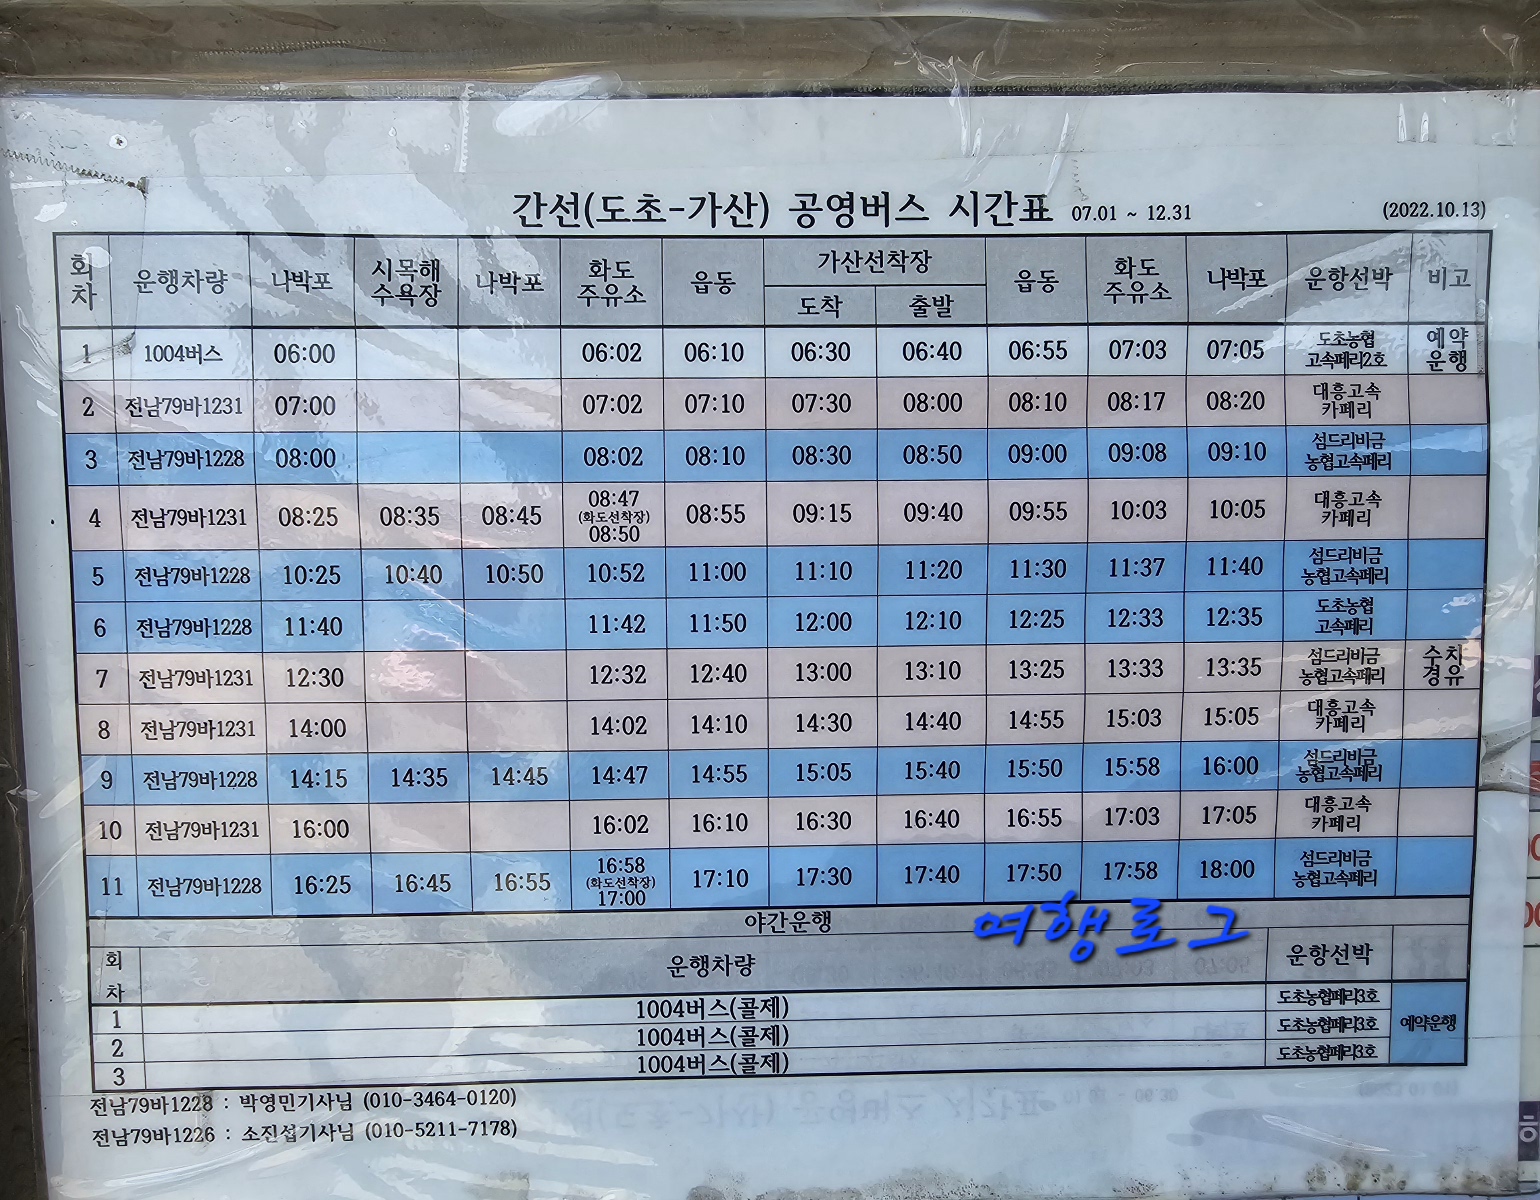 간선(도초-가산) 공영버스 시간표 07.01 ~ 12.31 (2022.10.13)
회차 운행차량 나박포 시목해수욕장 나박포 화도주유소 읍동 가산선착장 도착 출발 읍동 화도주유소 나박포 운항선박 비고
1 1004버스 06:00 06:02 06:10 06:30 06:40 06:55 07:03 07:05 도초농협고속페리2호 예약운행
2 전남79바1231 07:00 07:02 07:10 07:30 08:00 08:10 08:17 08:20 대흥고속카페리
3 전남79바1228 08:00 08:02 08:10 08:30 08:50 09:00 09:08 09:10 섬드리비금농협고속페리
4 전남79바1231 08:25 08:35 08:45 08:47 (화도선착장) 08:50 08:55 09:15 09:40 09:55 10:03 10:05 대흥고속카페리
5 전남79바1228 10:25 10:40 10:50 10:52 11:00 11:10 11:20 11:30 11:37 11:40 섬드리비금농협고속페리
6 전남79바1228 11:40 11:42 11:50 12:00 12:10 12:25 12:33 12:35 도초농협고속페리
7 전남79바1231 12:30 12:32 12:40 13:00 13:10 13:25 13:33 13:35 섬드리비금농협고속페리 수치경유
8 전남79바1231 14:00 14:02 14:10 14:30 14:40 14:55 15:03 15:05 대흥고속카페리
9 전남79바1228 14:15 14:35 14:45 14:47 14:55 15:05 15:40 15:50 15:58 16:00 섬드리비금농협고속페리
10 전남79바1231 16:00 16:02 16:10 16:30 16:40 16:55 17:03 17:05 대흥고속카페리
11 전남79바1228 16:25 16:45 16:55 16:58 (화도선착장) 17:00 17:10 17:30 17:40 17:50 17:58 18:00 섬드리비금농협고속페리
야간운행
여행로그
회차 운행차량 운항선박
1 1004버스(콜제) 도초농협페리3호
2 1004버스(콜제) 도초농협페리3호 예약운행
3 1004버스(콜제) 도초농협페리3호
전남79바1228 : 박영민기사님 (010-3464-0120)
전남79바1226 : 소진섭기사님 (010-5211-7178)